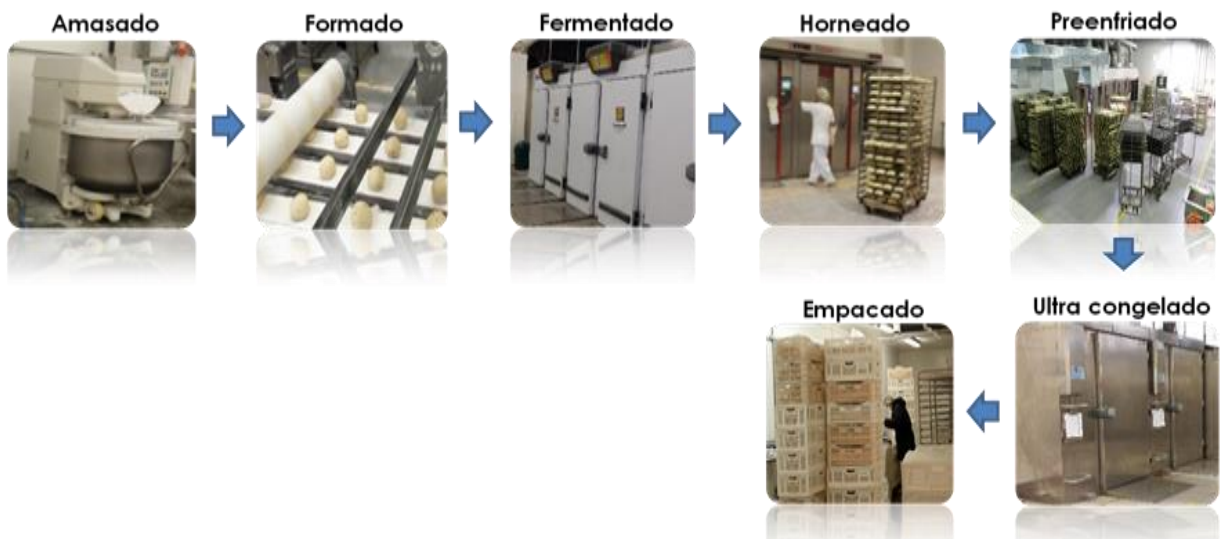 Amasado
Formado
Fermentado
Horneado
Preenfriado
Empacado
Ultra congelado